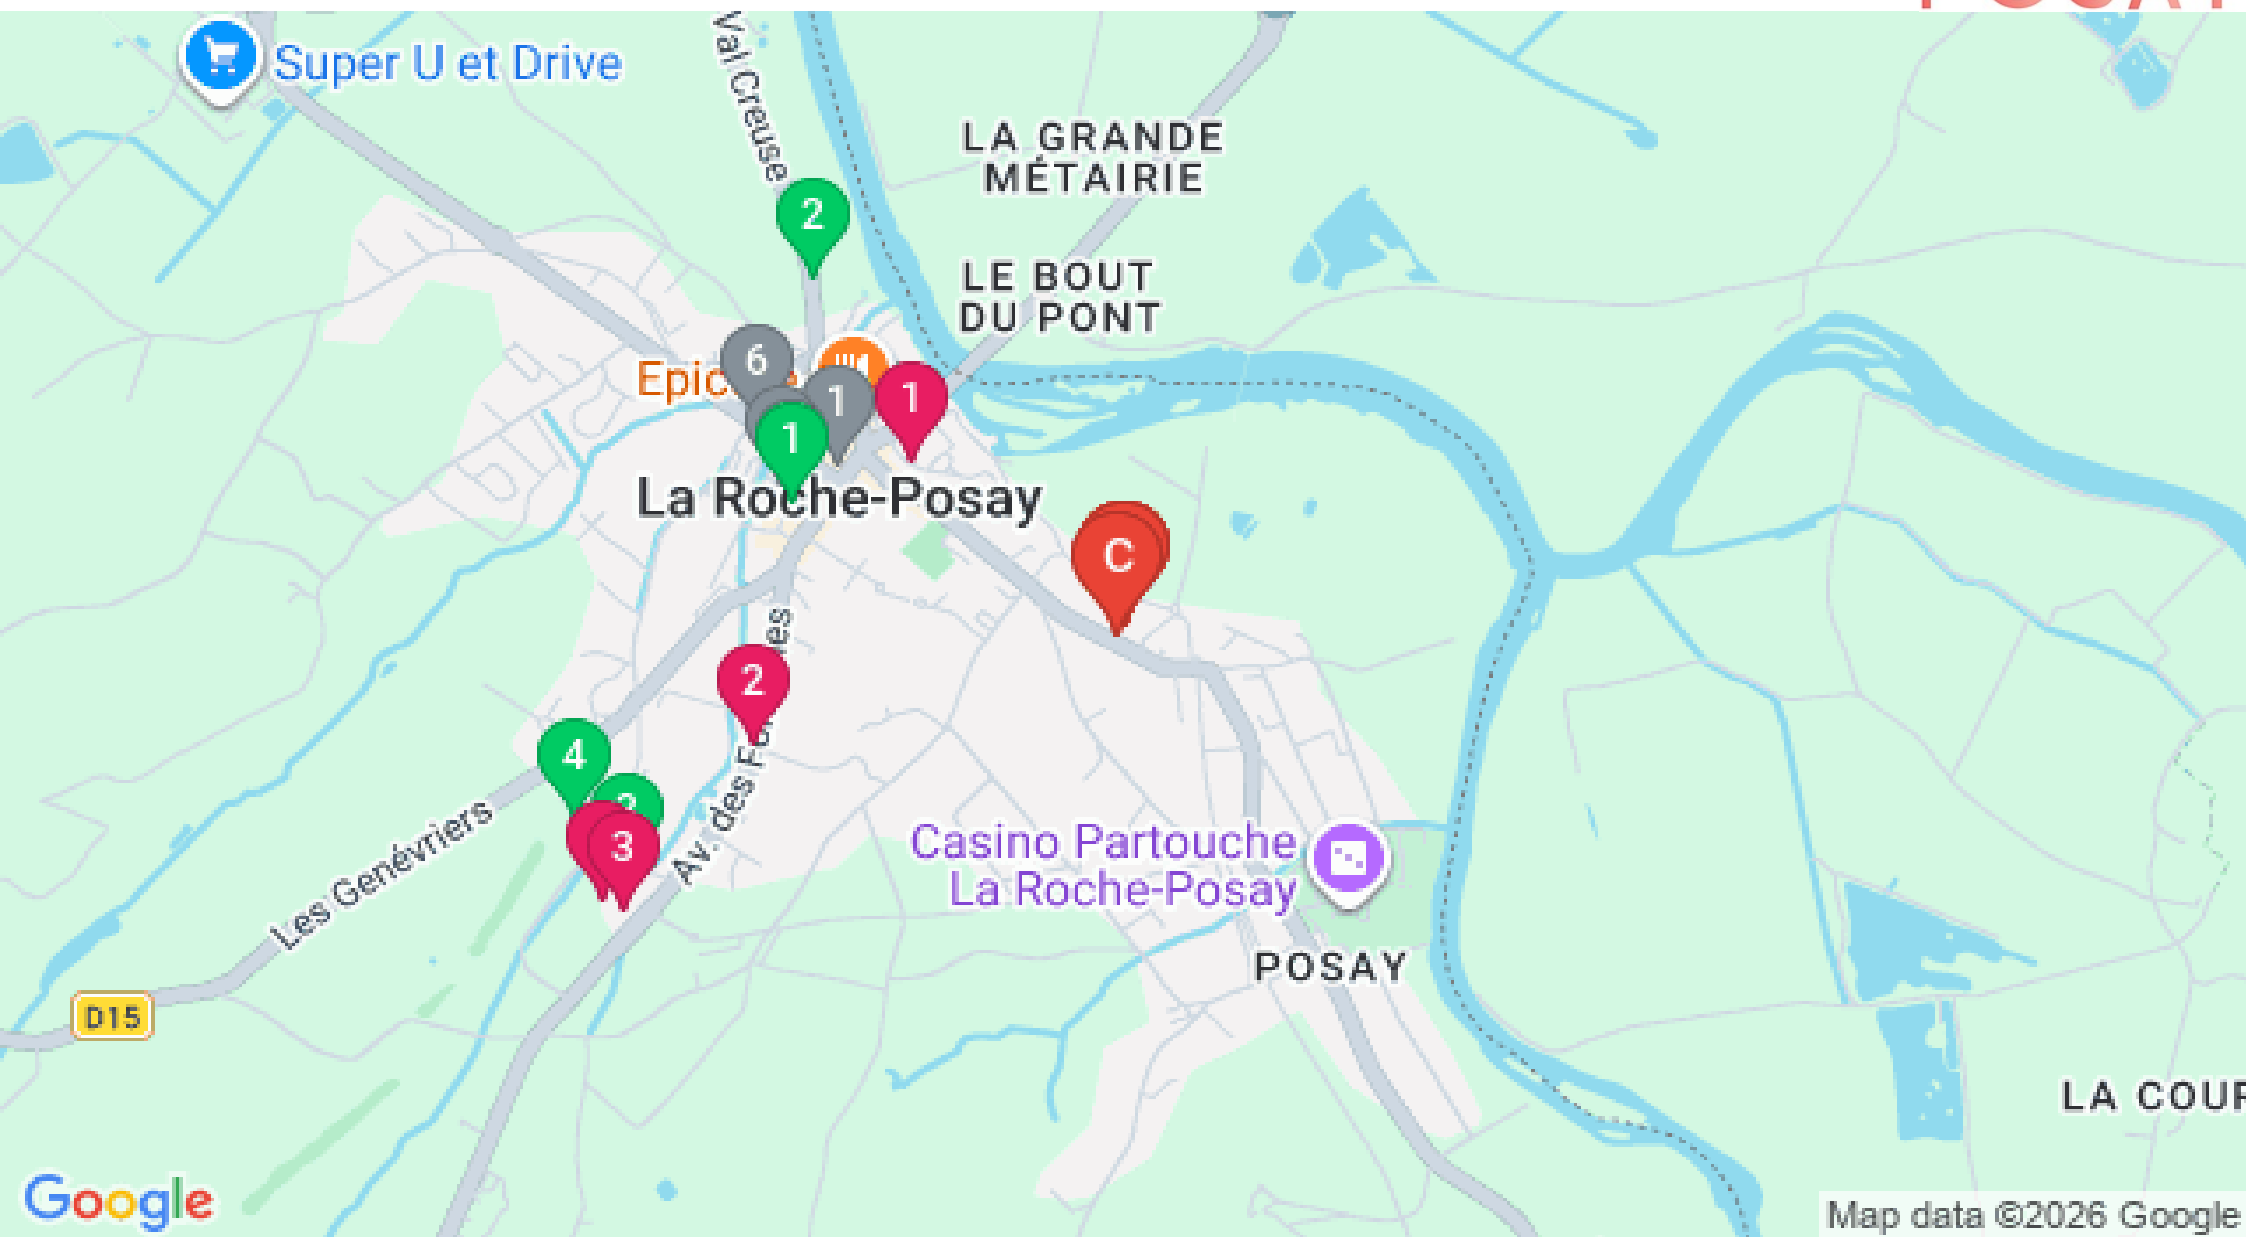 Super U et Drive
Val Creuse
LA GRANDE
MÉTAIRIE
2
LE BOUT
DU PONT
6
1
1
1
La Roche-Posay
C
2
4
3
Av. des
Les Genévriers
Casino Partouche
La Roche-Posay
POSAY
D15
Google
Map data ©2026 Google